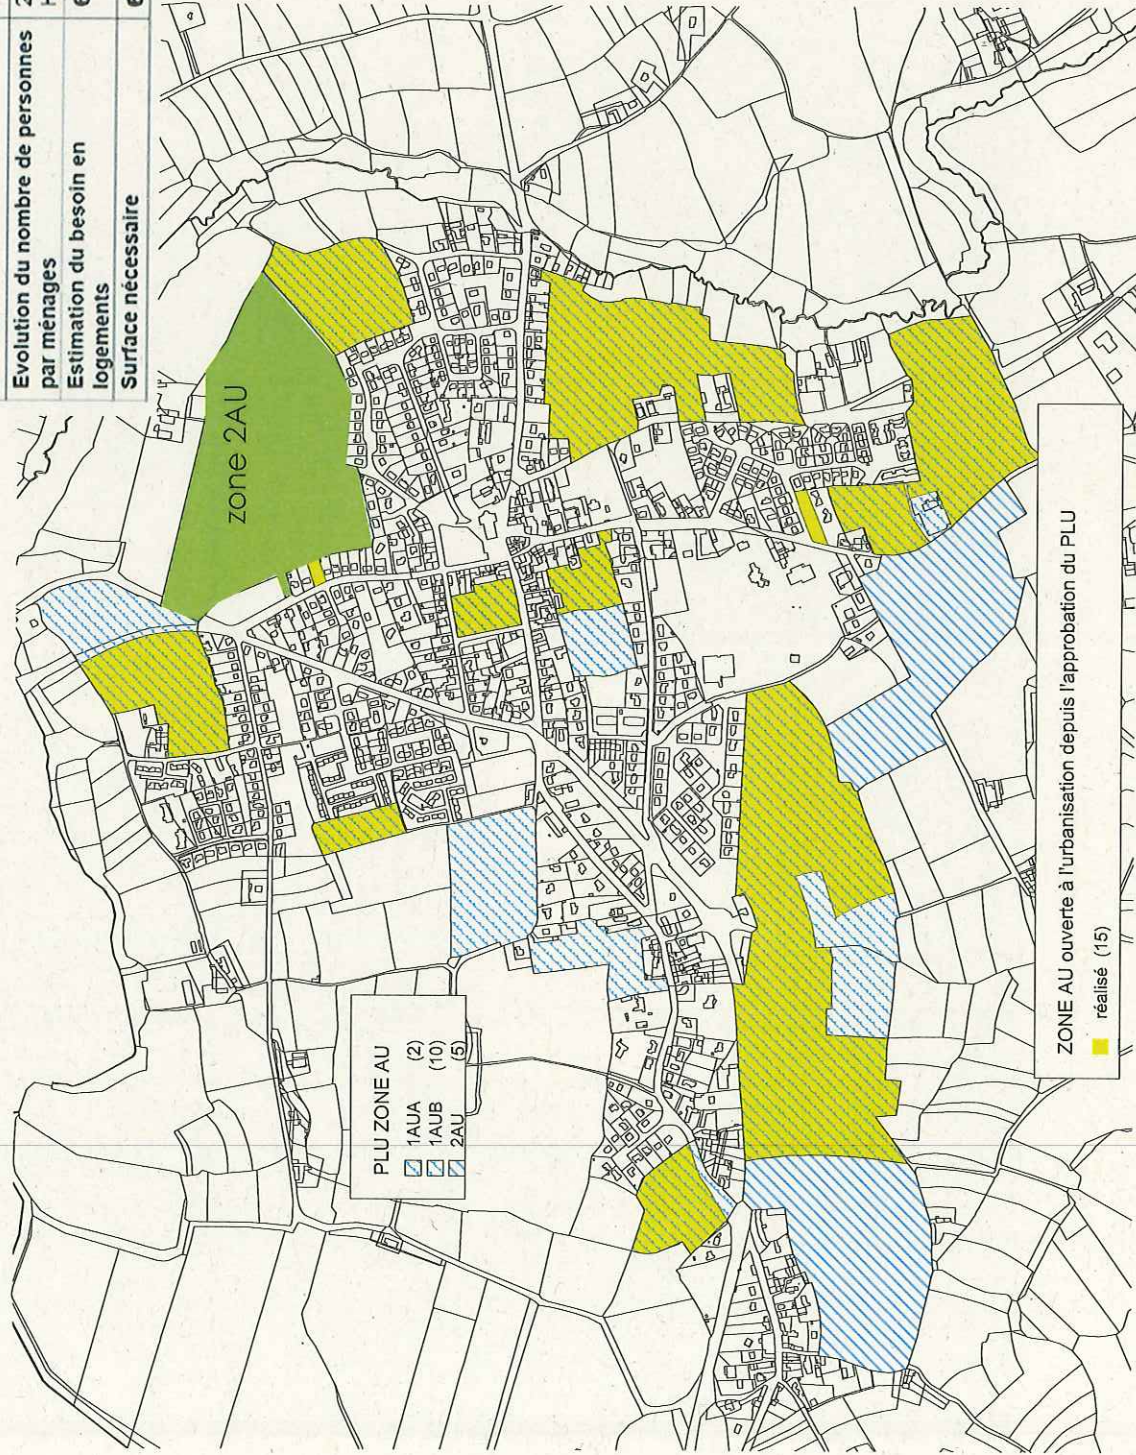 Evolution du nombre de personnes
par ménages
Estimation du besoin en
logements
Surface nécessaire
zone 2AU
PLU ZONE AU
1AUA (2)
1AUB (10)
2AU (5)
ZONE AU ouverte à l'urbanisation depuis l'approbation du PLU
réalisé (15)